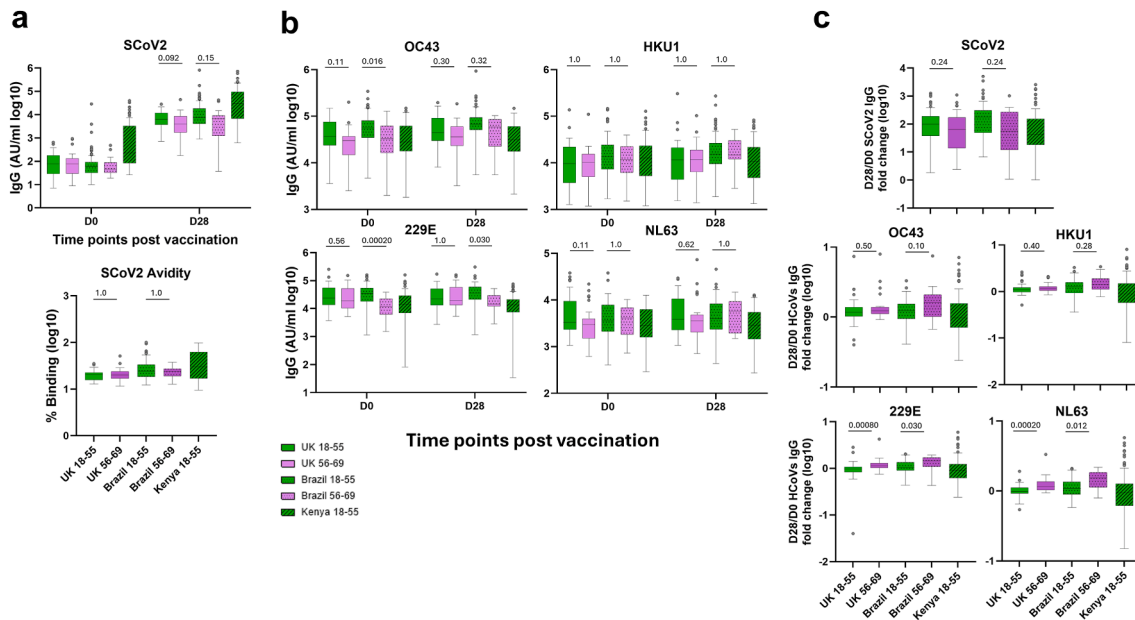 a
SCoV2
0.092
0.15
IgG (AU/ml log10)
6
5
4
3
2
1
0
D0
D28
Time points post vaccination
SCoV2 Avidity
1.0
1.0
% Binding (log10)
3
2
1
0
UK 18-55
UK 56-69
Brazil 18-55
Brazil 56-69
Kenya 18-55
b
OC43
0.11
0.016
0.30
0.32
IgG (AU/ml log10)
6
5
4
3
D0
D28
HKU1
1.0
1.0
1.0
1.0
6
5
4
3
D0
D28
229E
0.56
0.00020
1.0
0.030
IgG (AU/ml log10)
6
5
4
3
2
1
D0
D28
NL63
0.11
1.0
0.62
1.0
5
4
3
2
D0
D28
Time points post vaccination
UK 18-55
UK 56-69
Brazil 18-55
Brazil 56-69
Kenya 18-55
c
SCoV2
0.24
0.24
D28/D0 SCoV2 IgG
fold change (log10)
4
3
2
1
0
-1
OC43
0.50
0.10
D28/D0 HCoVs IgG
fold change (log10)
1
0
-1
HKU1
0.40
0.28
1
0
-1
-2
229E
0.00080
0.030
D28/D0 HCoVs IgG
fold change (log10)
1
0
-1
-2
UK 18-55
UK 56-69
Brazil 18-55
Brazil 56-69
Kenya 18-55
NL63
0.00020
0.012
1
0
-1
UK 18-55
UK 56-69
Brazil 18-55
Brazil 56-69
Kenya 18-55